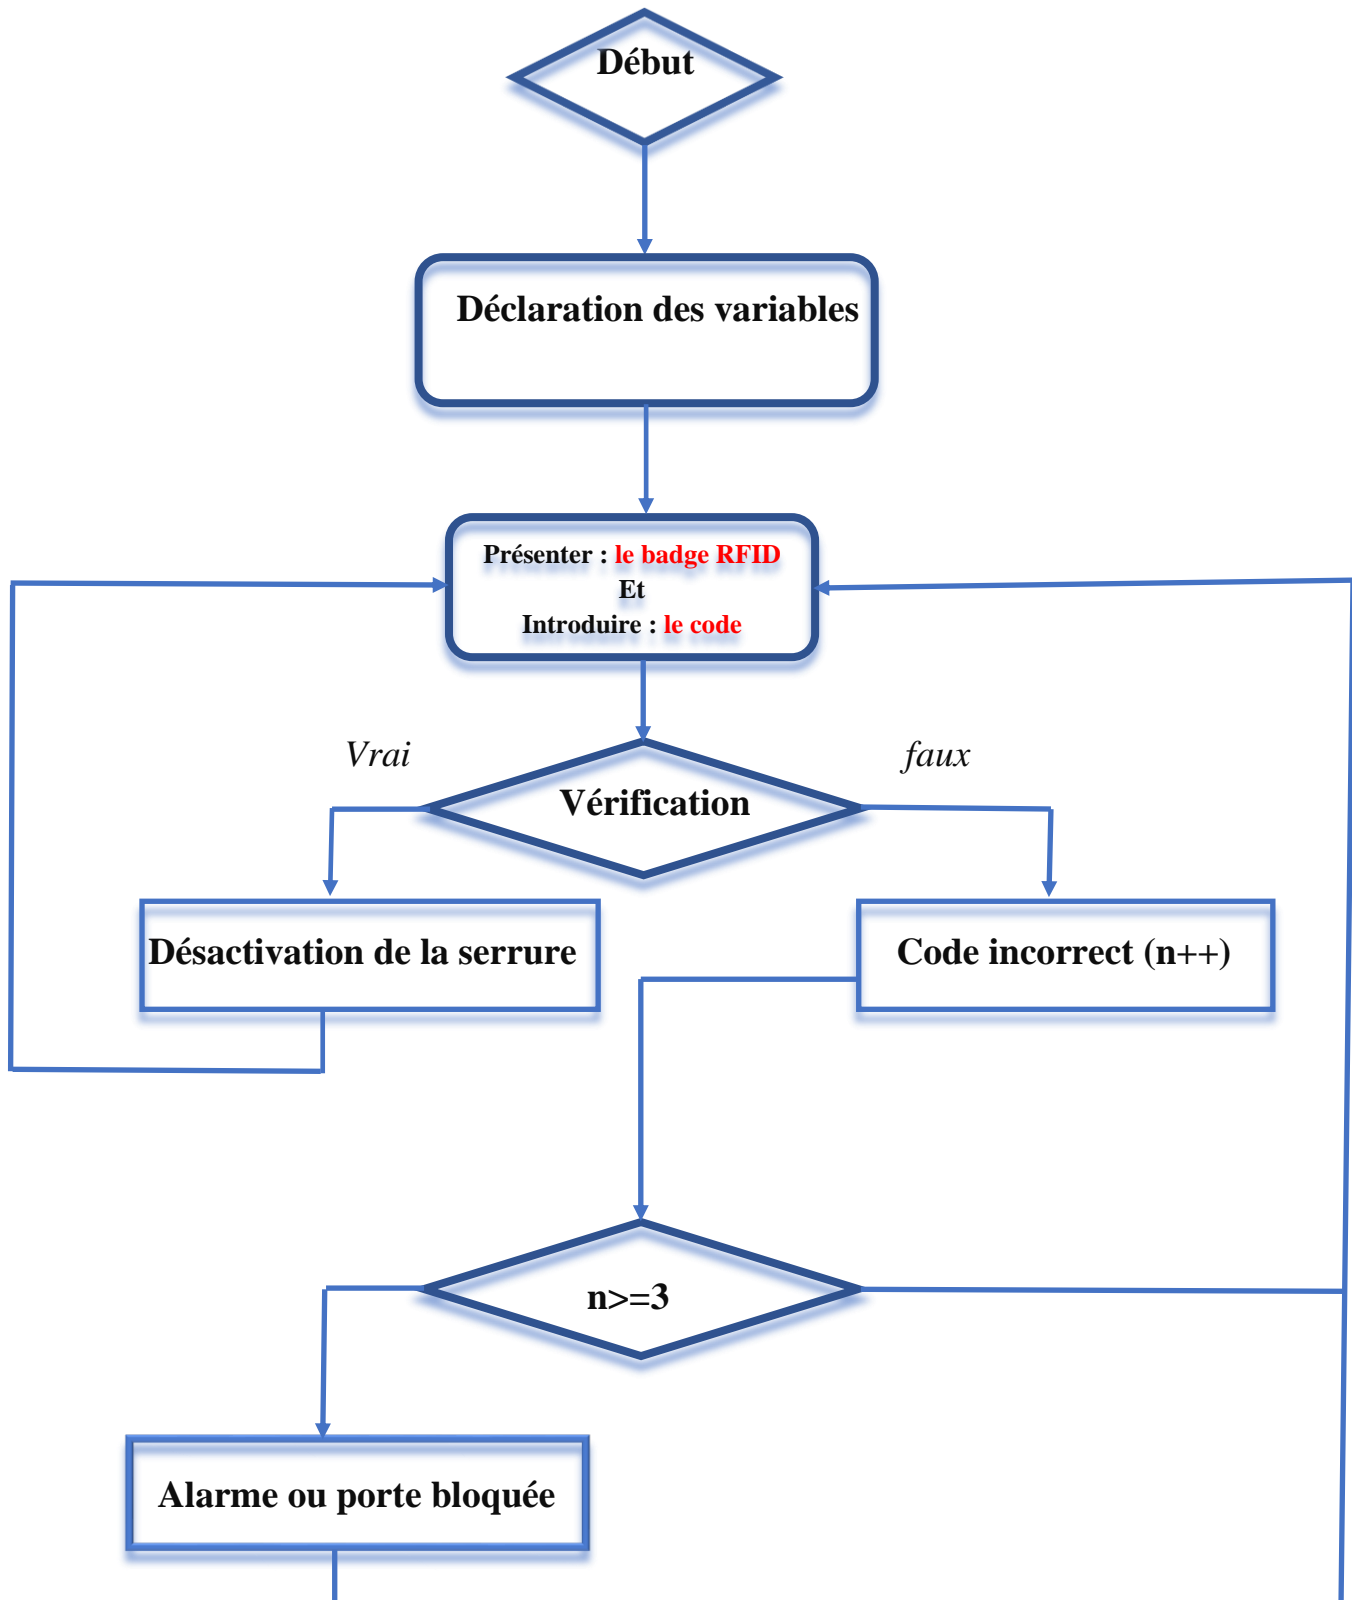 Début
Déclaration des variables
Présenter : le badge RFID
Et
Introduire : le code
Vrai
faux
Vérification
Désactivation de la serrure
Code incorrect (n++)
n>=3
Alarme ou porte bloquée